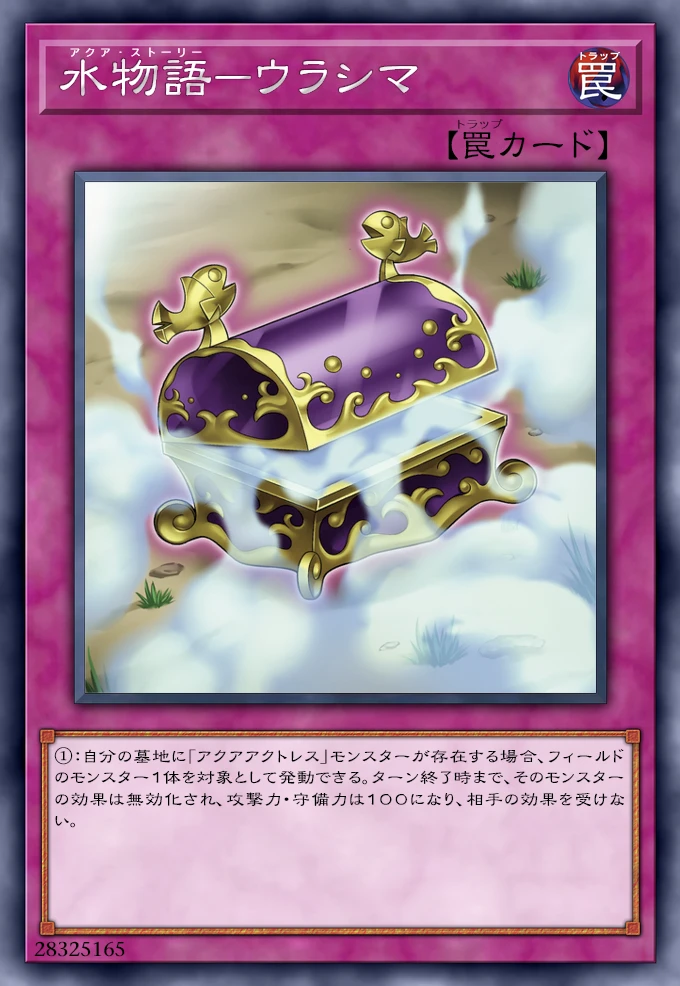 アクア・ストーリー
水物語－ウラシマ
トラップ
罠
トラップ
【罠カード】
①:自分の墓地に「アクアアクトレス」モンスターが存在する場合、フィールド
のモンスター1体を対象として発動できる。ターン終了時まで、そのモンスター
の効果は無効化され、攻撃力・守備力は100になり、相手の効果を受けな
い。
28325165